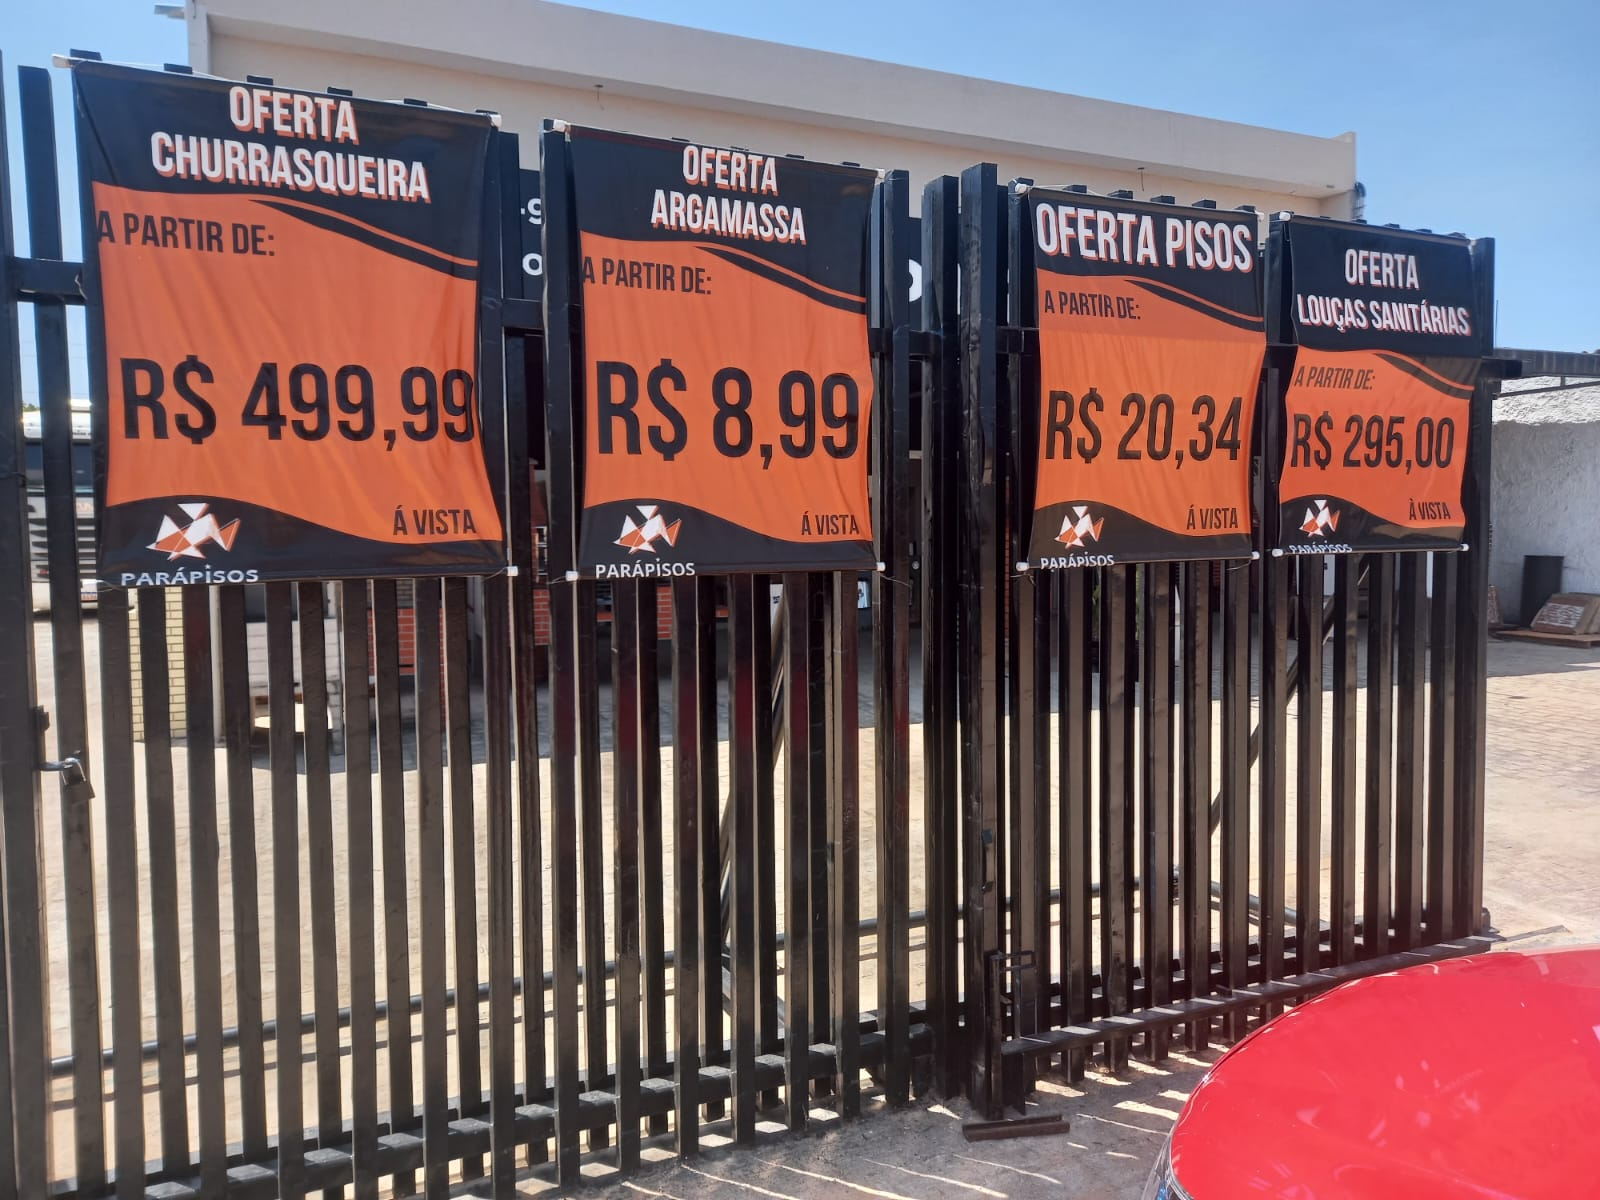 OFERTA
CHURRASQUEIRA
A PARTIR DE:
R$ 499,99
Á VISTA
PARÁPISOS
OFERTA
ARGAMASSA
A PARTIR DE:
R$ 8,99
Á VISTA
PARÁPISOS
OFERTA PISOS
A PARTIR DE:
R$ 20,34
Á VISTA
PARÁPISOS
OFERTA
LOUÇAS SANITÁRIAS
A PARTIR DE:
R$ 295,00
À VISTA
PARÁPISOS